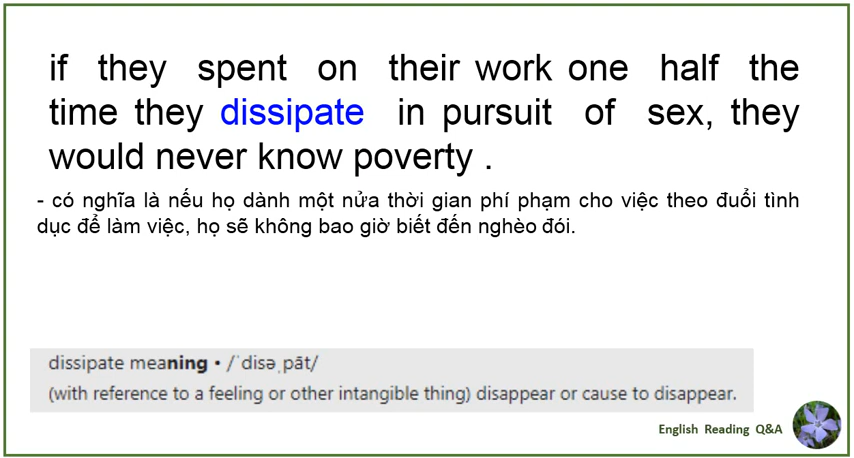 if they spent on their work one half the
time they dissipate in pursuit of sex, they
would never know poverty .
- có nghĩa là nếu họ dành một nửa thời gian phí phạm cho việc theo đuổi tình
dục để làm việc, họ sẽ không bao giờ biết đến nghèo đói.
dissipate meaning • /ˈdisəˌpāt/
(with reference to a feeling or other intangible thing) disappear or cause to disappear.
English Reading Q&A